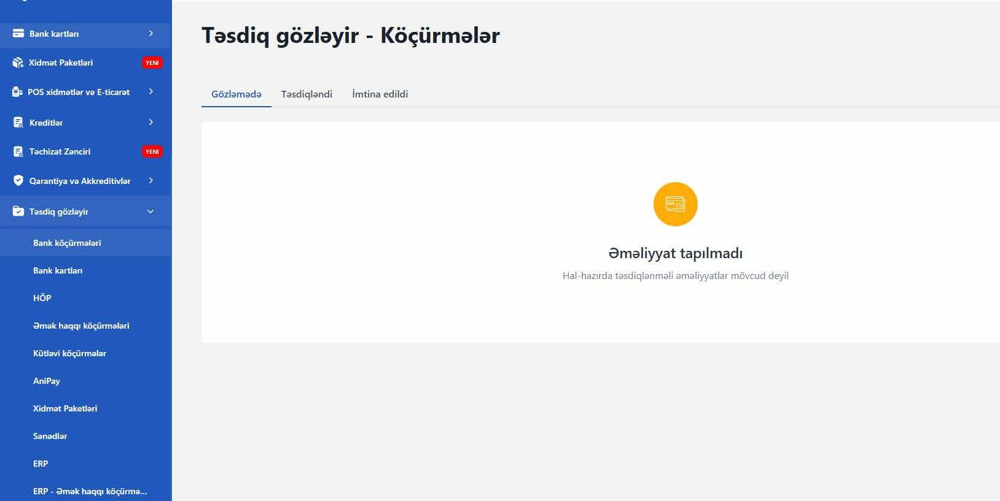 Bank kartları
Xidmət Paketləri
YENI
POS xidmətlər və E-ticarət
Kreditlər
Təchizat Zənciri
YENI
Qarantiya və Akkreditivlər
Təsdiq gözləyir
Bank köçürmələri
Bank kartları
HÖP
Əmək haqqı köçürmələri
Kütləvi köçürmələr
AniPay
Xidmət Paketləri
Sənədlər
ERP
ERP - Əmək haqqı köçürmə...
Təsdiq gözləyir - Köçürmələr
Gözləmədə
Təsdiqləndi
İmtina edildi
Əməliyyat tapılmadı
Hal-hazırda təsdiqlənməli əməliyyatlar mövcud deyil